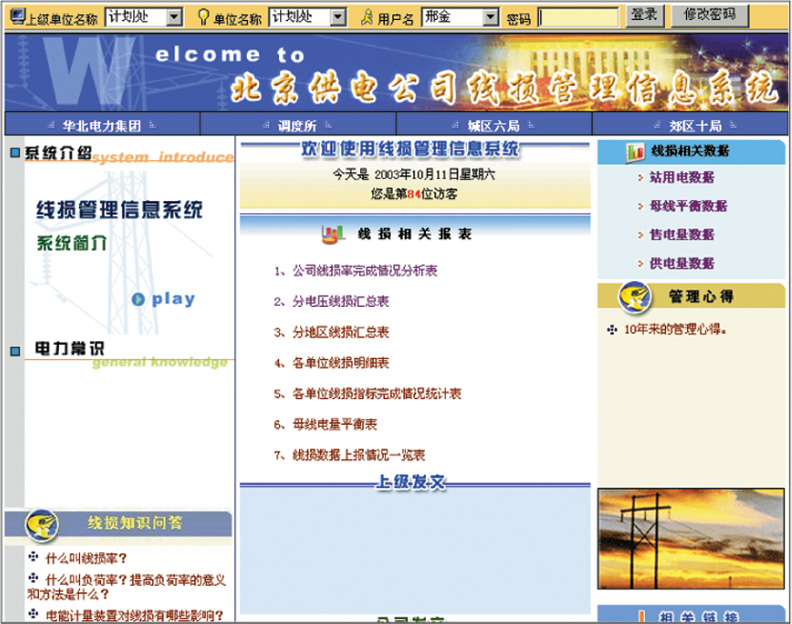 上级单位名称 计划处 单位名称 计划处 用户名 邢金 密码 登录 修改密码
Welcome to
北京供电公司线损管理信息系统
华北电力集团 调度所 城区六局 郊区十局
系统介绍 system introduce
线损管理信息系统
系统简介
play
电力常识
general knowledge
线损知识问答
什么叫线损率?
什么叫负荷率?提高负荷率的意义
和方法是什么?
电能计量装置对线损有哪些影响?
欢迎使用线损管理信息系统
今天是 2003年10月11日星期六
您是第84位访客
线损相关报表
1、公司线损率完成情况分析表
2、分电压线损汇总表
3、分地区线损汇总表
4、各单位线损明细表
5、各单位线损指标完成情况统计表
6、母线电量平衡表
7、线损数据上报情况一览表
上级发文
公司发文
线损相关数据
站用电数据
母线平衡数据
售电量数据
供电量数据
管理心得
10年来的管理心得。
相关链接